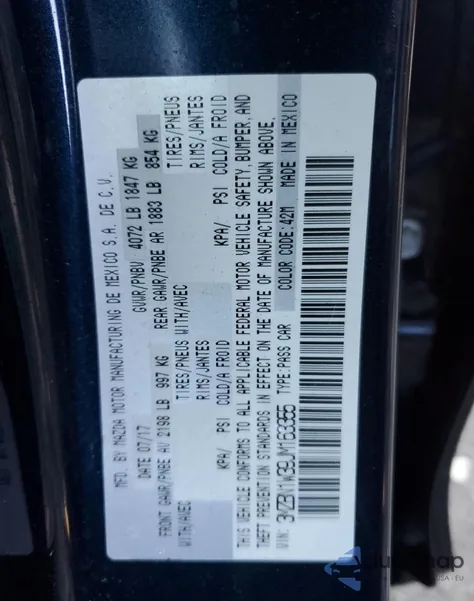 MFD. BY MAZDA MOTOR MANUFACTURING DE MEXICO S.A. DE C.V.
DATE 07/17 GVWR/PNBV 4072 LB 1847 KG
FRONT GAWR/PNBE AV 2198 LB 997 KG REAR GAWR/PNBE AR 1883 LB 854 KG
WITH/AVEC TIRES/PNEUS WITH/AVEC TIRES/PNEUS
RIMS/JANTES RIMS/JANTES
KPA/ PSI COLD/A FROID KPA/ PSI COLD/A FROID
THIS VEHICLE CONFORMS TO ALL APPLICABLE FEDERAL MOTOR VEHICLE SAFETY, BUMPER, AND
THEFT PREVENTION STANDARDS IN EFFECT ON THE DATE OF MANUFACTURE SHOWN ABOVE.
VIN: 3MZBN1W39JM163355 TYPE:PASS CAR COLOR CODE:42M MADE IN MEXICO
USA - EU